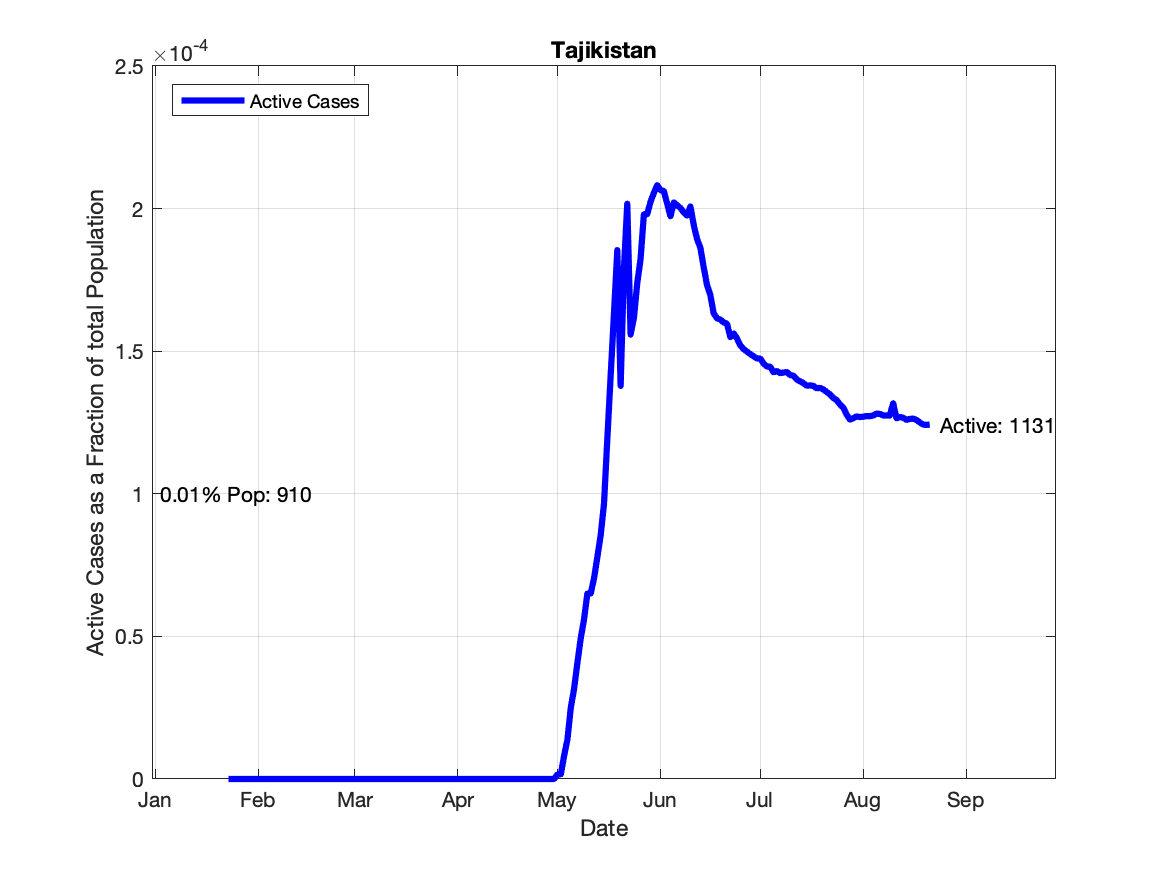 Tajikistan
×10-4
Active Cases
2.5
2
1.5
1
0.5
0
Active Cases as a Fraction of total Population
0.01% Pop: 910
Active: 1131
Jan Feb Mar Apr May Jun Jul Aug Sep
Date